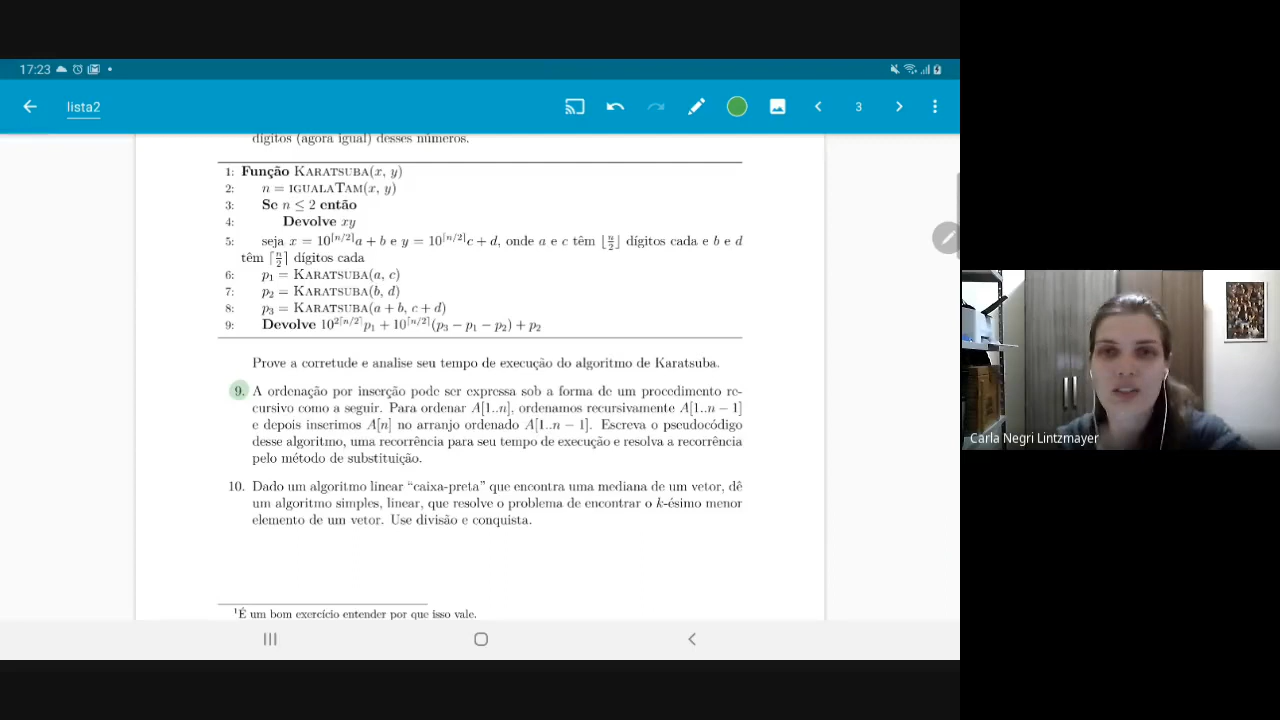 17:23
lista2
3
dígitos (agora igual) desses números.
1: Função KARATSUBA(x, y)
2: n = IGUALATAM(x, y)
3: Se n ≤ 2 então
4: Devolve xy
5: seja x = 10^⌈n/2⌉a + b e y = 10^⌈n/2⌉c + d, onde a e c têm ⌊n/2⌋ dígitos cada e b e d
têm ⌈n/2⌉ dígitos cada
6: p₁ = KARATSUBA(a, c)
7: p₂ = KARATSUBA(b, d)
8: p₃ = KARATSUBA(a + b, c + d)
9: Devolve 10^2⌈n/2⌉p₁ + 10^⌈n/2⌉(p₃ − p₁ − p₂) + p₂
Prove a corretude e analise seu tempo de execução do algoritmo de Karatsuba.
9. A ordenação por inserção pode ser expressa sob a forma de um procedimento re-
cursivo como a seguir. Para ordenar A[1..n], ordenamos recursivamente A[1..n − 1]
e depois inserimos A[n] no arranjo ordenado A[1..n − 1]. Escreva o pseudocódigo
desse algoritmo, uma recorrência para seu tempo de execução e resolva a recorrência
pelo método de substituição.
10. Dado um algoritmo linear “caixa-preta” que encontra uma mediana de um vetor, dê
um algoritmo simples, linear, que resolve o problema de encontrar o k-ésimo menor
elemento de um vetor. Use divisão e conquista.
¹É um bom exercício entender por que isso vale.
Carla Negri Lintzmayer